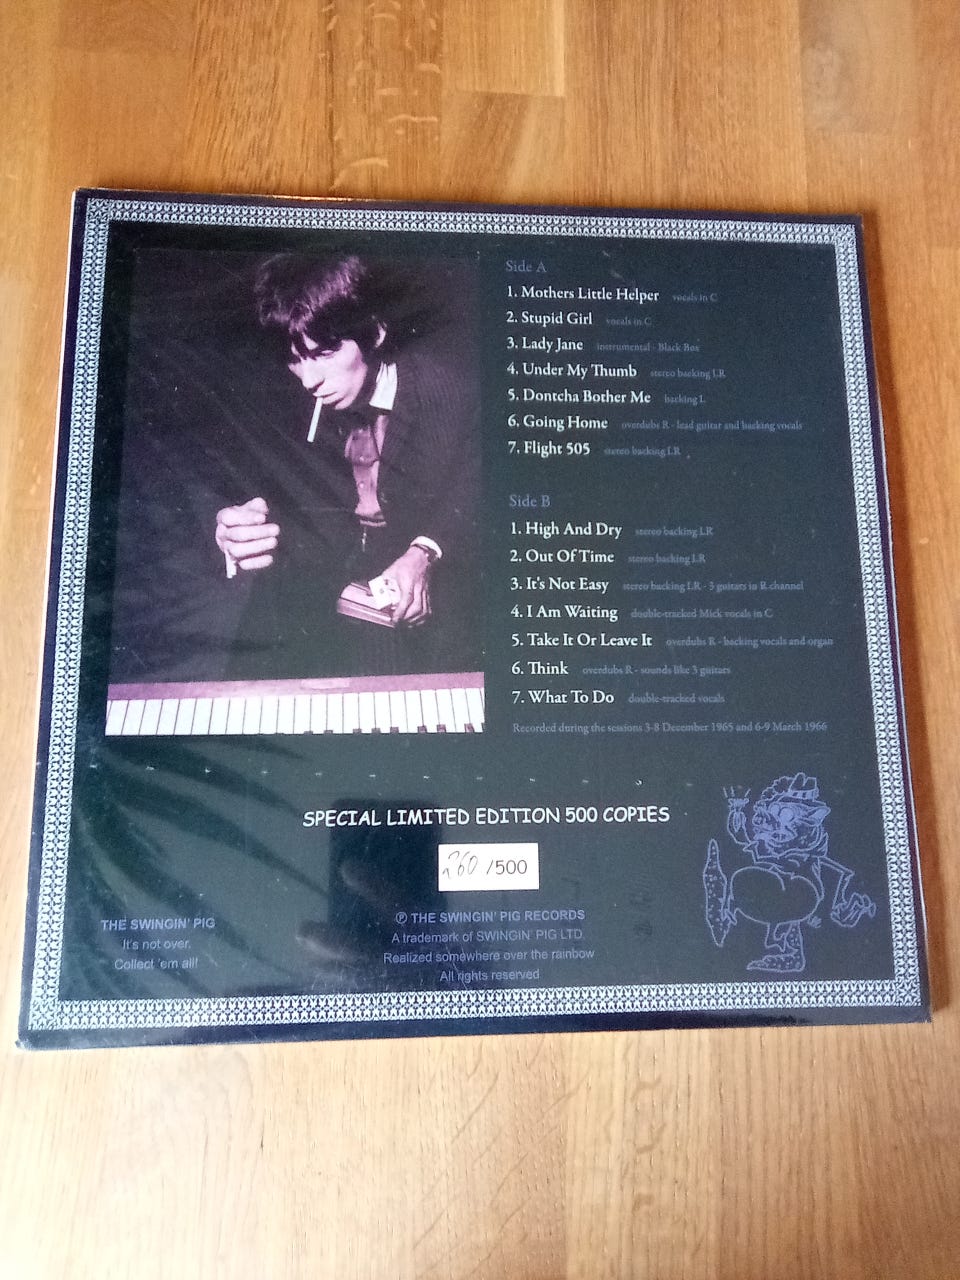 Side A
1. Mothers Little Helper vocals in C
2. Stupid Girl vocals in C
3. Lady Jane instrumental - Black Box
4. Under My Thumb stereo backing LR
5. Dontcha Bother Me backing L
6. Going Home overdubs R - lead guitar and backing vocals
7. Flight 505 stereo backing LR
Side B
1. High And Dry stereo backing LR
2. Out Of Time stereo backing LR
3. It's Not Easy stereo backing LR - 3 guitars in R channel
4. I Am Waiting double-tracked Mick vocals in C
5. Take It Or Leave It overdubs R - backing vocals and organ
6. Think overdubs R - sounds like 3 guitars
7. What To Do double-tracked vocals
Recorded during the sessions 3-8 December 1965 and 6-9 March 1966
SPECIAL LIMITED EDITION 500 COPIES
260 /500
THE SWINGIN' PIG
It's not over.
Collect 'em all!
℗ THE SWINGIN' PIG RECORDS
A trademark of SWINGIN' PIG LTD.
Realized somewhere over the rainbow
All rights reserved